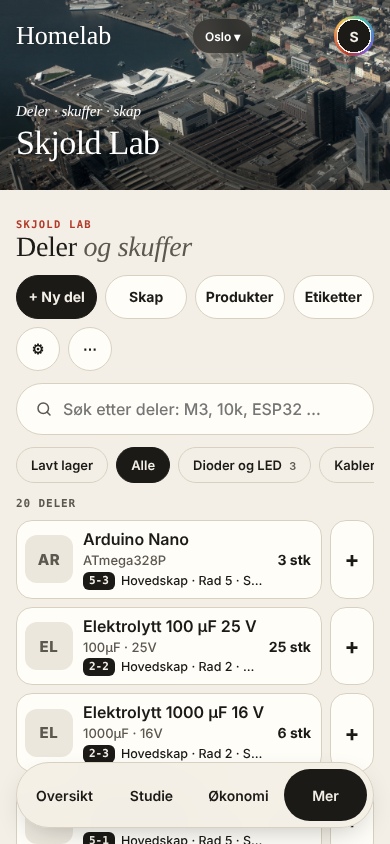 Homelab
Oslo ▾
S
Deler · skuffer · skap
Skjold Lab
SKJOLD LAB
Deler og skuffer
+ Ny del
Skap
Produkter
Etiketter
⚙
···
Søk etter deler: M3, 10k, ESP32 ...
Lavt lager
Alle
Dioder og LED 3
Kabler
20 DELER
AR
Arduino Nano
ATmega328P
5-3 Hovedskap · Rad 5 · S...
3 stk
+
EL
Elektrolytt 100 µF 25 V
100µF · 25V
2-2 Hovedskap · Rad 2 · ...
25 stk
+
EL
Elektrolytt 1000 µF 16 V
1000µF · 16V
2-3 Hovedskap · Rad 2 · S...
6 stk
+
Oversikt
Studie
Økonomi
Mer
5-1 Hovedskap · Rad 5 · S...